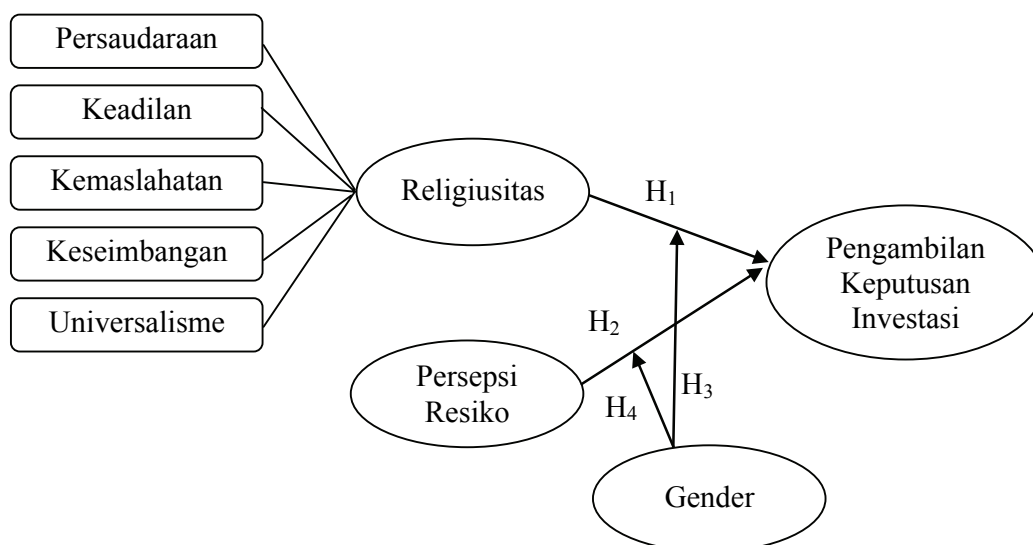 Persaudaraan
Keadilan
Kemaslahatan
Keseimbangan
Universalisme
Religiusitas
H₁
Pengambilan
Keputusan
Investasi
H₂
Persepsi
Resiko
H₃
H₄
Gender